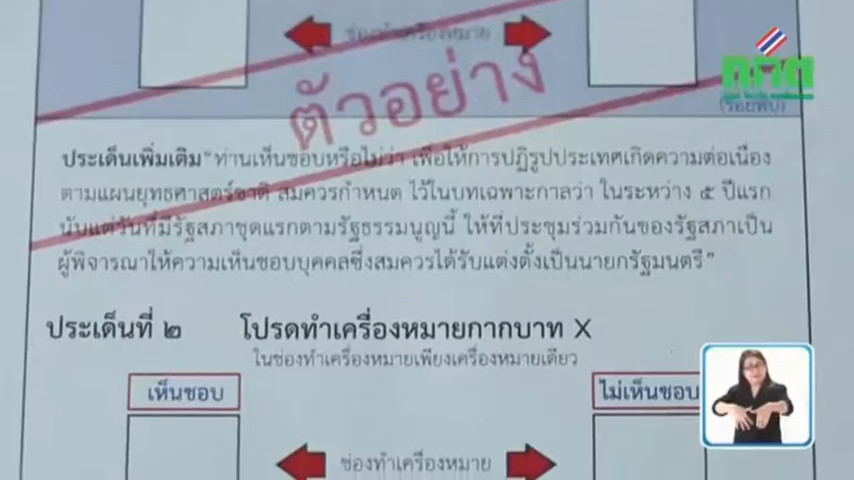 ช่องทำเครื่องหมาย
ตัวอย่าง
กกต
(รอยพับ)
ประเด็นเพิ่มเติม“ท่านเห็นชอบหรือไม่ว่า เพื่อให้การปฏิรูปประเทศเกิดความต่อเนื่อง
ตามแผนยุทธศาสตร์ชาติ สมควรกำหนด ไว้ในบทเฉพาะกาลว่า ในระหว่าง ๕ ปีแรก
นับแต่วันที่มีรัฐสภาชุดแรกตามรัฐธรรมนูญนี้ ให้ที่ประชุมร่วมกันของรัฐสภาเป็น
ผู้พิจารณาให้ความเห็นชอบบุคคลซึ่งสมควรได้รับแต่งตั้งเป็นนายกรัฐมนตรี”
ประเด็นที่ ๒ โปรดทำเครื่องหมายกากบาท X
ในช่องทำเครื่องหมายเพียงเครื่องหมายเดียว
เห็นชอบ
ไม่เห็นชอบ
ช่องทำเครื่องหมาย